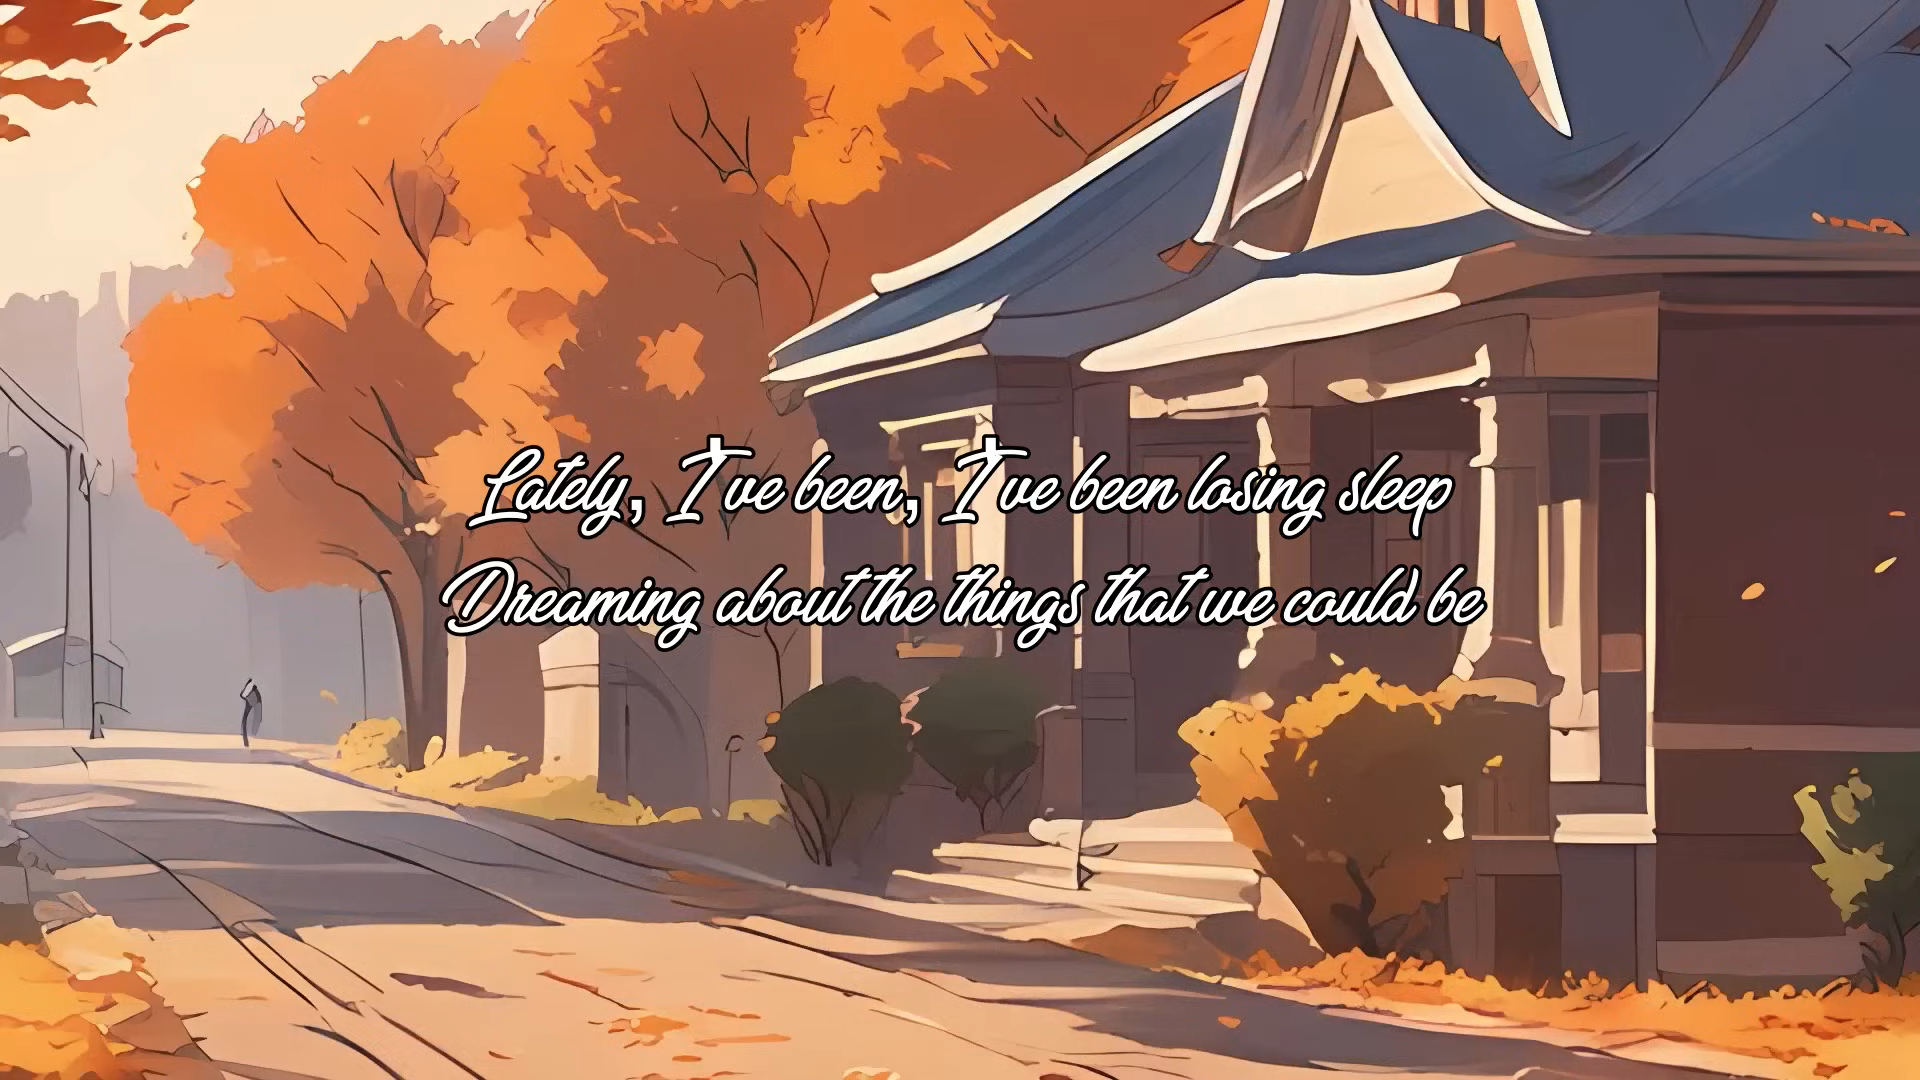 Lately, I've been, I've been losing sleep
Dreaming about the things that we could be